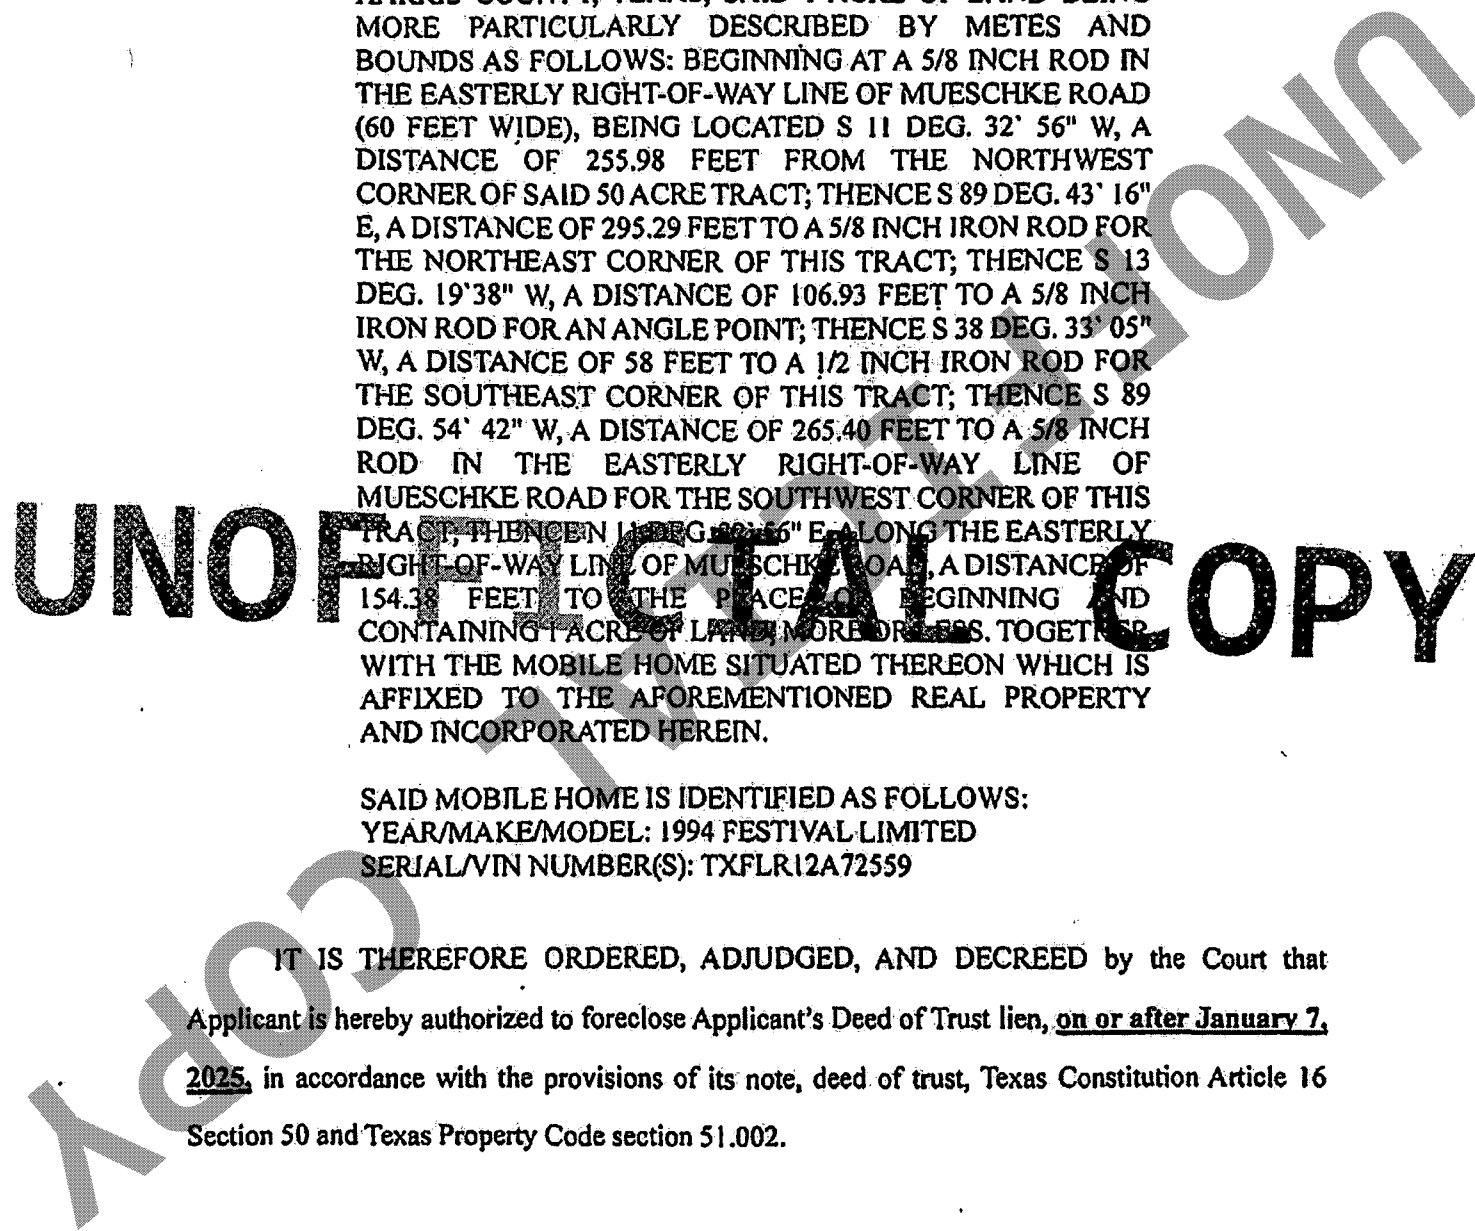 MORE PARTICULARLY DESCRIBED BY METES AND
BOUNDS AS FOLLOWS: BEGINNING AT A 5/8 INCH ROD IN
THE EASTERLY RIGHT-OF-WAY LINE OF MUESCHKE ROAD
(60 FEET WIDE), BEING LOCATED S 11 DEG. 32' 56" W, A
DISTANCE OF 255.98 FEET FROM THE NORTHWEST
CORNER OF SAID 50 ACRE TRACT; THENCE S 89 DEG. 43' 16"
E, A DISTANCE OF 295.29 FEET TO A 5/8 INCH IRON ROD FOR
THE NORTHEAST CORNER OF THIS TRACT; THENCE S 13
DEG. 19'38" W, A DISTANCE OF 106.93 FEET TO A 5/8 INCH
IRON ROD FOR AN ANGLE POINT; THENCE S 38 DEG. 33' 05"
W, A DISTANCE OF 58 FEET TO A 1/2 INCH IRON ROD FOR
THE SOUTHEAST CORNER OF THIS TRACT; THENCE S 89
DEG. 54' 42" W, A DISTANCE OF 265.40 FEET TO A 5/8 INCH
ROD IN THE EASTERLY RIGHT-OF-WAY LINE OF
MUESCHKE ROAD FOR THE SOUTHWEST CORNER OF THIS
TRACT; THENCE N 11 DEG. 56" E, ALONG THE EASTERLY
RIGHT-OF-WAY LINE OF MUESCHKE ROAD, A DISTANCE OF
154.38 FEET TO THE PLACE OF BEGINNING AND
CONTAINING 1 ACRE OF LAND, MORE OR LESS. TOGETHER
WITH THE MOBILE HOME SITUATED THEREON WHICH IS
AFFIXED TO THE AFOREMENTIONED REAL PROPERTY
AND INCORPORATED HEREIN.
SAID MOBILE HOME IS IDENTIFIED AS FOLLOWS:
YEAR/MAKE/MODEL: 1994 FESTIVAL LIMITED
SERIAL/VIN NUMBER(S): TXFLR12A72559
IT IS THEREFORE ORDERED, ADJUDGED, AND DECREED by the Court that
Applicant is hereby authorized to foreclose Applicant's Deed of Trust lien, on or after January 7,
2025, in accordance with the provisions of its note, deed of trust, Texas Constitution Article 16
Section 50 and Texas Property Code section 51.002.
UNOFFICIAL COPY
UNOFFICIAL COPY